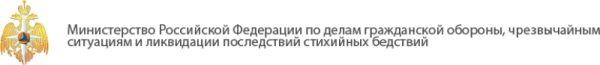 Министерство Российской Федерации по делам гражданской обороны, чрезвычайным
ситуациям и ликвидации последствий стихийных бедствий